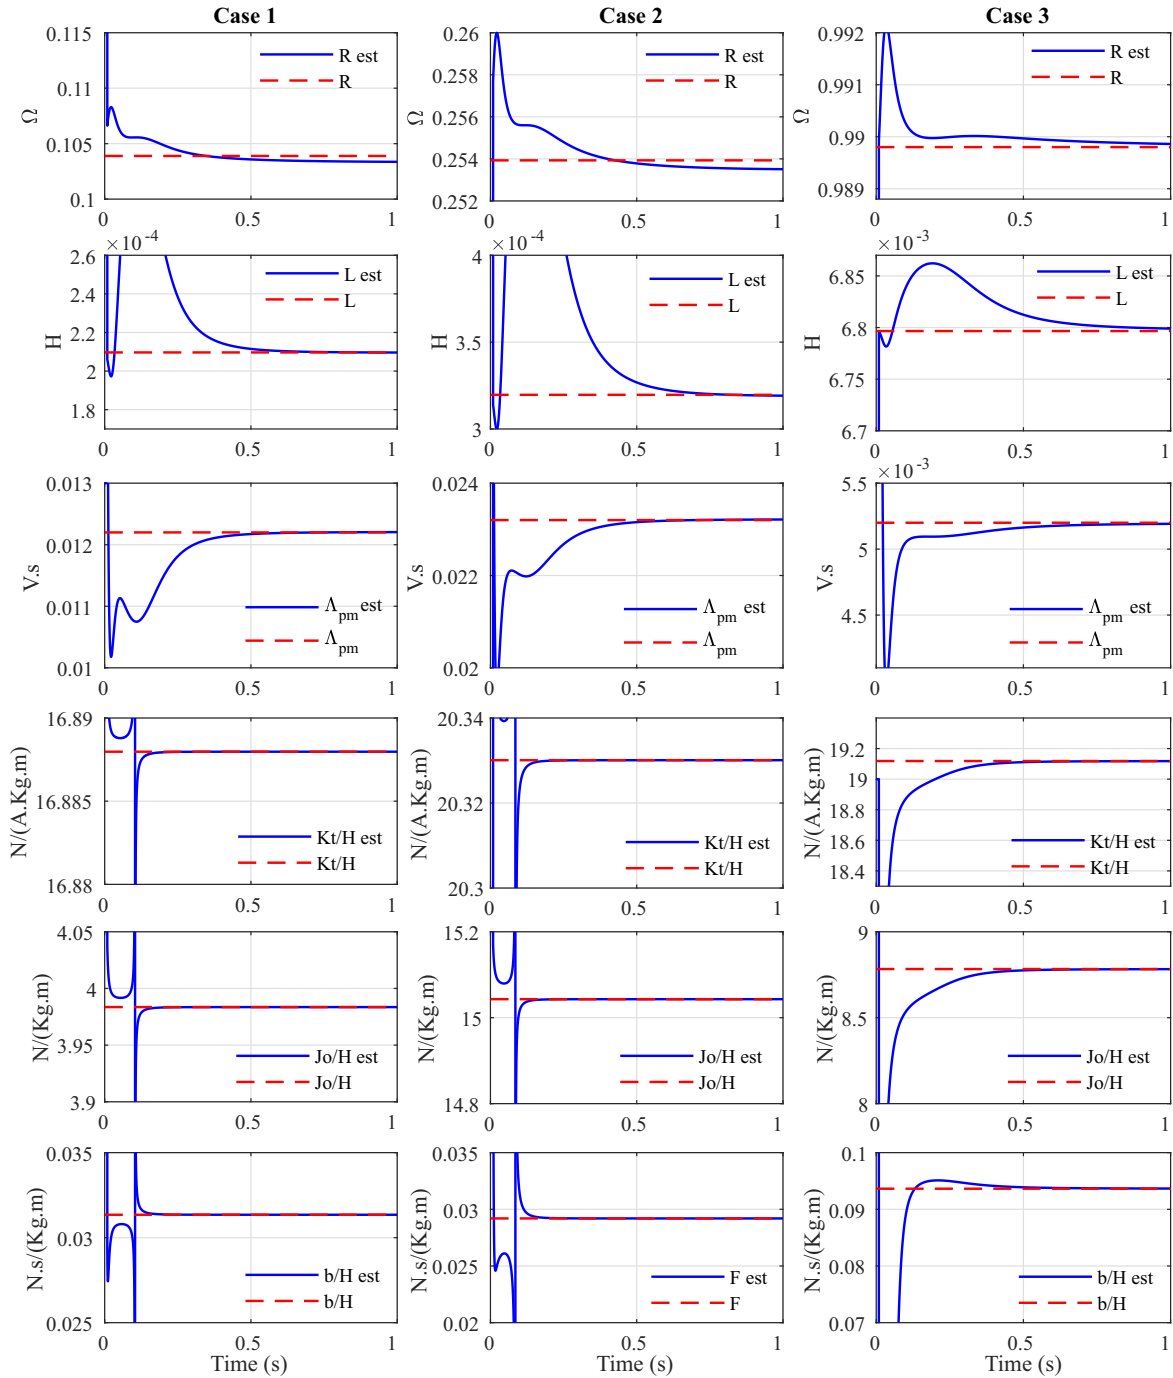 Case 1
Case 2
Case 3
0.115
0.11
0.105
0.1
Ω
R est
R
0
0.5
1
0.26
0.258
0.256
0.254
0.252
Ω
R est
R
0
0.5
1
0.992
0.991
0.99
0.989
Ω
R est
R
0
0.5
1
×10⁻⁴
2.6
2.4
2.2
2
1.8
H
L est
L
0
0.5
1
×10⁻⁴
4
3.5
3
H
L est
L
0
0.5
1
×10⁻³
6.85
6.8
6.75
6.7
H
L est
L
0
0.5
1
0.013
0.012
0.011
0.01
V.s
Λpm est
Λpm
0
0.5
1
0.024
0.022
0.02
V.s
Λpm est
Λpm
0
0.5
1
×10⁻³
5.5
5
4.5
V.s
Λpm est
Λpm
0
0.5
1
16.89
16.885
16.88
N/(A.Kg.m)
Kt/H est
Kt/H
0
0.5
1
20.34
20.33
20.3
N/(A.Kg.m)
Kt/H est
Kt/H
0
0.5
1
19.2
19
18.8
18.6
18.4
N/(A.Kg.m)
Kt/H est
Kt/H
0
0.5
1
4.05
4
3.95
3.9
N/(Kg.m)
Jo/H est
Jo/H
0
0.5
1
15.2
15
14.8
N/(Kg.m)
Jo/H est
Jo/H
0
0.5
1
9
8.5
8
N/(Kg.m)
Jo/H est
Jo/H
0
0.5
1
0.035
0.03
0.025
N.s/(Kg.m)
b/H est
b/H
0
0.5
1
Time (s)
0.035
0.03
0.025
0.02
N.s/(Kg.m)
F est
F
0
0.5
1
Time (s)
0.1
0.09
0.08
0.07
N.s/(Kg.m)
b/H est
b/H
0
0.5
1
Time (s)